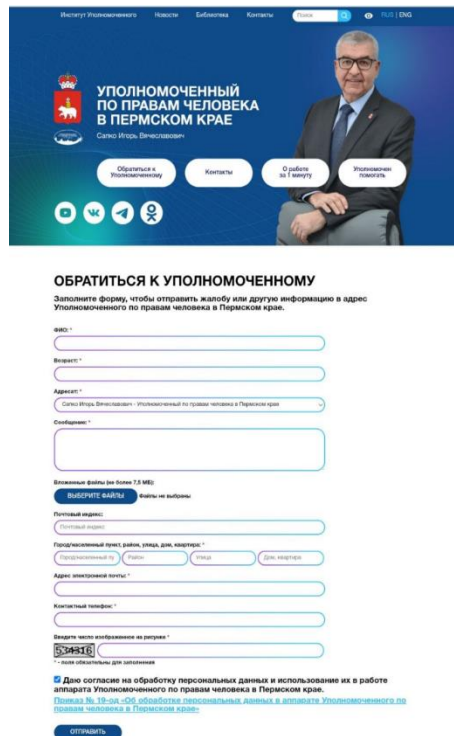 Институт Уполномоченного Новости Библиотека Контакты Поиск RUS | ENG
УПОЛНОМОЧЕННЫЙ
ПО ПРАВАМ ЧЕЛОВЕКА
В ПЕРМСКОМ КРАЕ
Сапко Игорь Вячеславович
Обратиться к
Уполномоченному
Контакты
О работе
за 1 минуту
Уполномочен
помогать
ОБРАТИТЬСЯ К УПОЛНОМОЧЕННОМУ
Заполните форму, чтобы отправить жалобу или другую информацию в адрес
Уполномоченного по правам человека в Пермском крае.
ФИО: *
Возраст: *
Адресат: *
Сапко Игорь Вячеславович - Уполномоченный по правам человека в Пермском крае
Сообщение: *
Вложенные файлы (не более 7,5 МБ):
ВЫБЕРИТЕ ФАЙЛЫ Файлы не выбраны
Почтовый индекс:
Почтовый индекс
Город/населенный пункт, район, улица, дом, квартира: *
Город/населенный пу Район Улица Дом, квартира
Адрес электронной почты: *
Контактный телефон: *
Введите число изображенное на рисунке *
534316
* - поля обязательны для заполнения
Даю согласие на обработку персональных данных и использование их в работе
аппарата Уполномоченного по правам человека в Пермском крае.
Приказ № 19-од «Об обработке персональных данных в аппарате Уполномоченного по
правам человека в Пермском крае»
ОТПРАВИТЬ